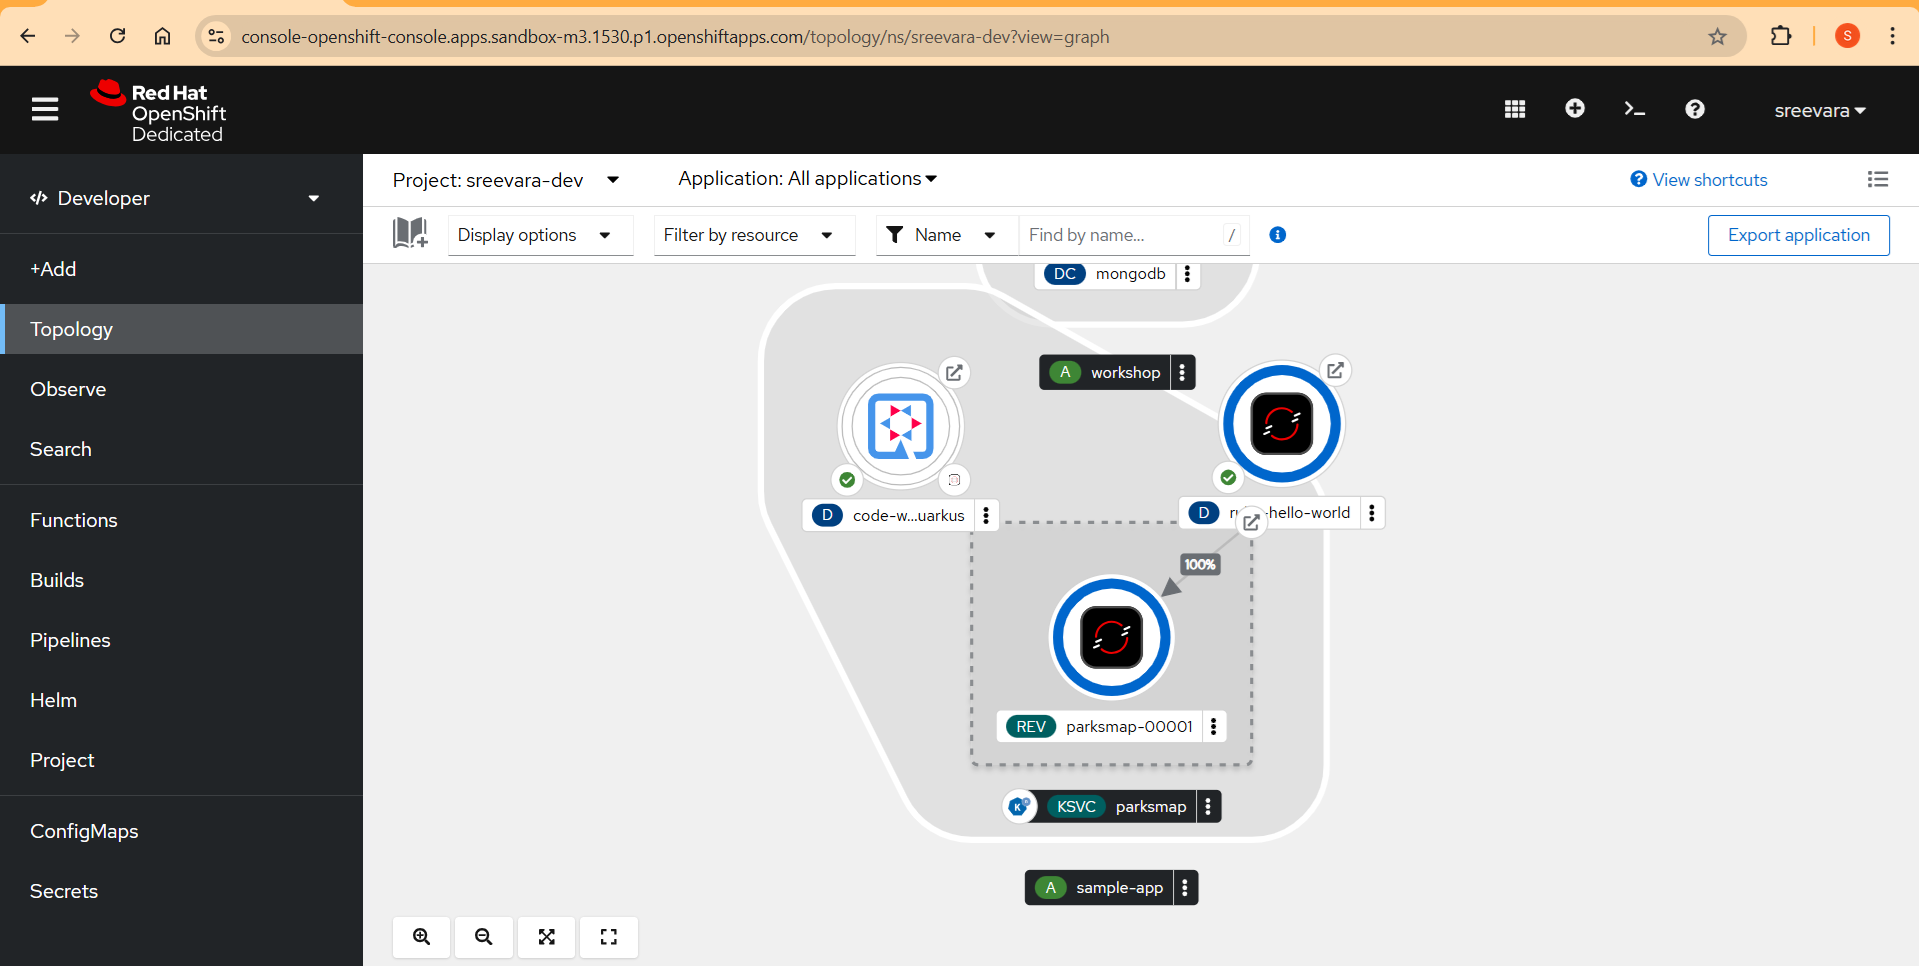 console-openshift-console.apps.sandbox-m3.1530.p1.openshiftapps.com/topology/ns/sreevara-dev?view=graph
S
Red Hat
OpenShift
Dedicated
sreevara
Developer
+Add
Topology
Observe
Search
Functions
Builds
Pipelines
Helm
Project
ConfigMaps
Secrets
Project: sreevara-dev
Application: All applications
View shortcuts
Display options
Filter by resource
Name
Find by name...
/
Export application
DC mongodb
A workshop
D code-w...uarkus
D hello-world
100%
REV parksmap-00001
KSVC parksmap
A sample-app